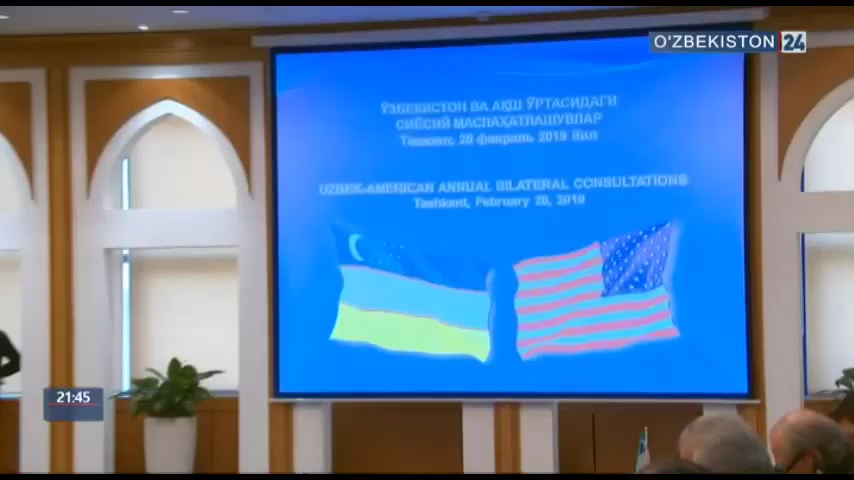 O'ZBEKISTON 24
ЎЗБЕКИСТОН ВА АҚШ ЎРТАСИДАГИ
СИЁСИЙ МАСЛАҲАТЛАШУВЛАР
Тошкент, 26 февраль 2019 йил
UZBEK-AMERICAN ANNUAL BILATERAL CONSULTATIONS
Tashkent, February 26, 2019
21:45